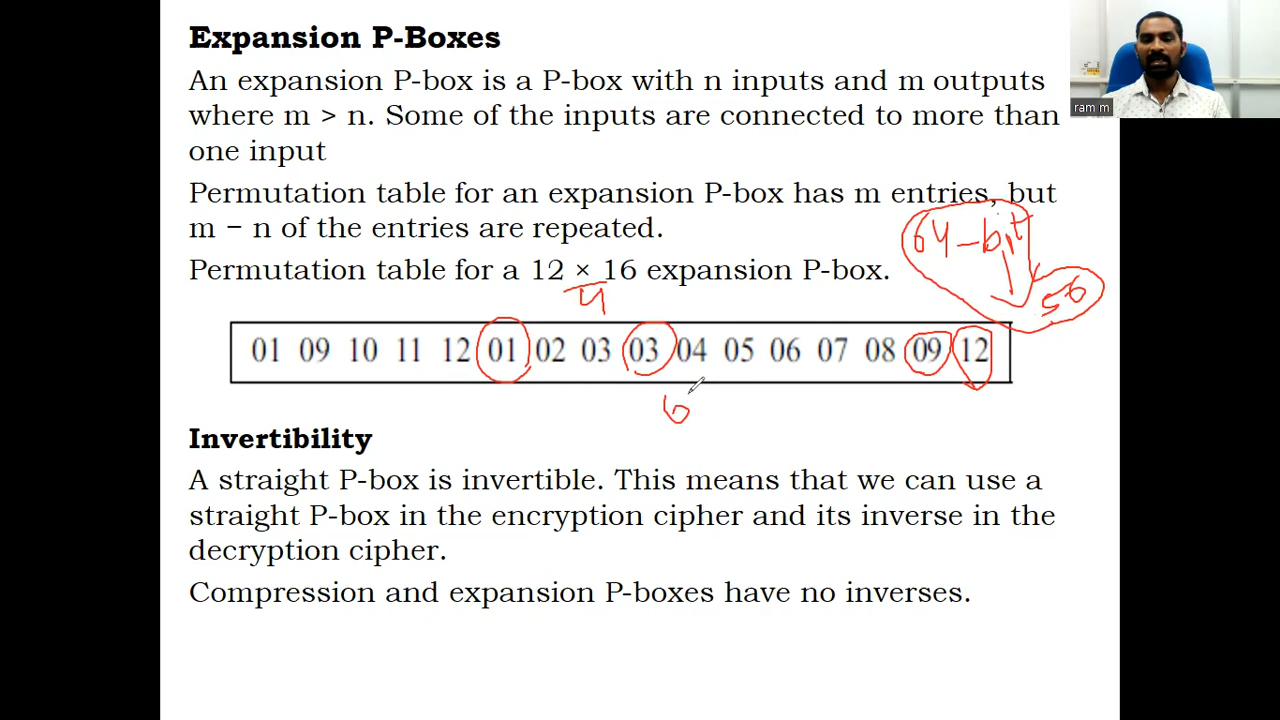 Expansion P-Boxes
An expansion P-box is a P-box with n inputs and m outputs
where m > n. Some of the inputs are connected to more than
one input
ram m
Permutation table for an expansion P-box has m entries, but
m − n of the entries are repeated.
64-bit
Permutation table for a 12 × 16 expansion P-box.
56
4
01 09 10 11 12 01 02 03 03 04 05 06 07 08 09 12
6
Invertibility
A straight P-box is invertible. This means that we can use a
straight P-box in the encryption cipher and its inverse in the
decryption cipher.
Compression and expansion P-boxes have no inverses.